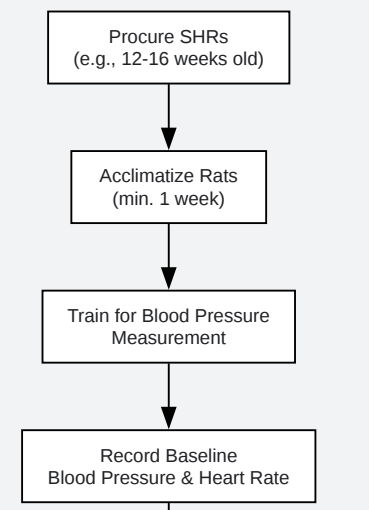 Procure SHRs
(e.g., 12-16 weeks old)
Acclimatize Rats
(min. 1 week)
Train for Blood Pressure
Measurement
Record Baseline
Blood Pressure & Heart Rate